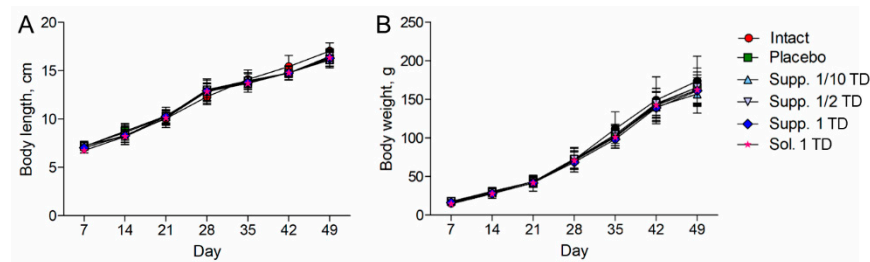 A
Body length, cm
20
15
10
5
0
7 14 21 28 35 42 49
Day
B
Body weight, g
250
200
150
100
50
0
7 14 21 28 35 42 49
Day
Intact
Placebo
Supp. 1/10 TD
Supp. 1/2 TD
Supp. 1 TD
Sol. 1 TD